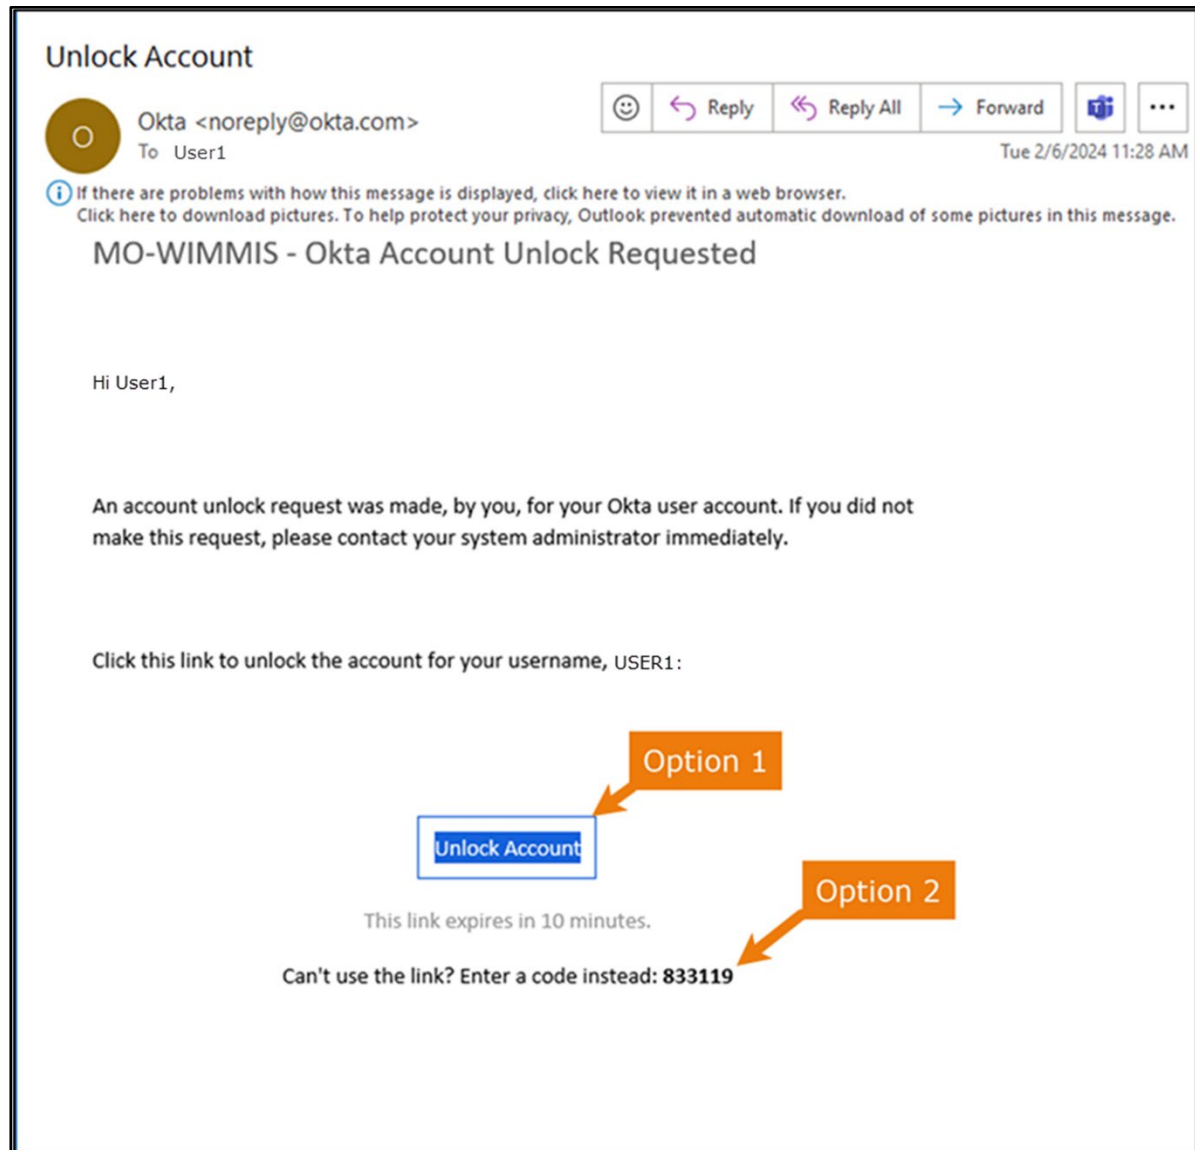 Unlock Account
O
Okta <noreply@okta.com>
To User1
Reply
Reply All
Forward
Tue 2/6/2024 11:28 AM
If there are problems with how this message is displayed, click here to view it in a web browser.
Click here to download pictures. To help protect your privacy, Outlook prevented automatic download of some pictures in this message.
MO-WIMMIS - Okta Account Unlock Requested
Hi User1,
An account unlock request was made, by you, for your Okta user account. If you did not
make this request, please contact your system administrator immediately.
Click this link to unlock the account for your username, USER1:
Option 1
Unlock Account
Option 2
This link expires in 10 minutes.
Can't use the link? Enter a code instead: 833119